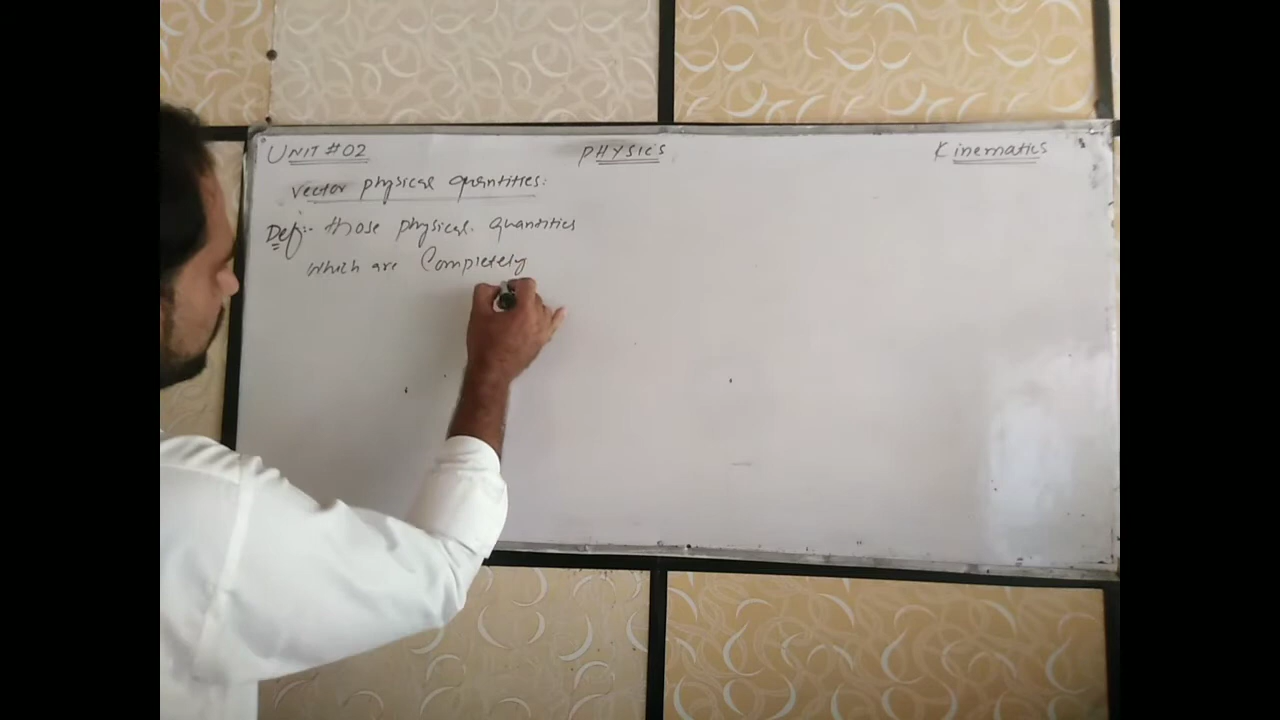 UNIT #02 PHYSICS Kinematics
Vector physical Quantities:
Def:- those physical Quantities
which are Completely